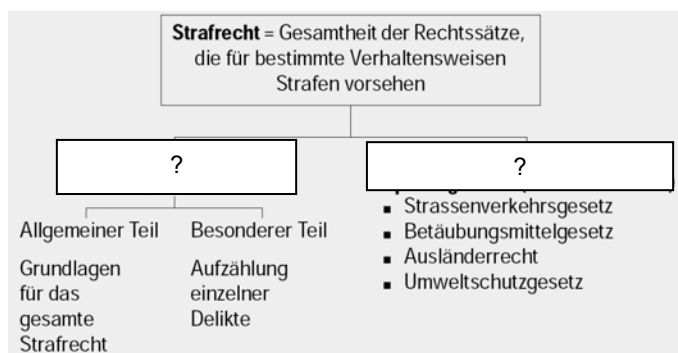 Strafrecht = Gesamtheit der Rechtssätze,
die für bestimmte Verhaltensweisen
Strafen vorsehen
?
?
Allgemeiner Teil
Grundlagen
für das
gesamte
Strafrecht
Besonderer Teil
Aufzählung
einzelner
Delikte
▪ Strassenverkehrsgesetz
▪ Betäubungsmittelgesetz
▪ Ausländerrecht
▪ Umweltschutzgesetz